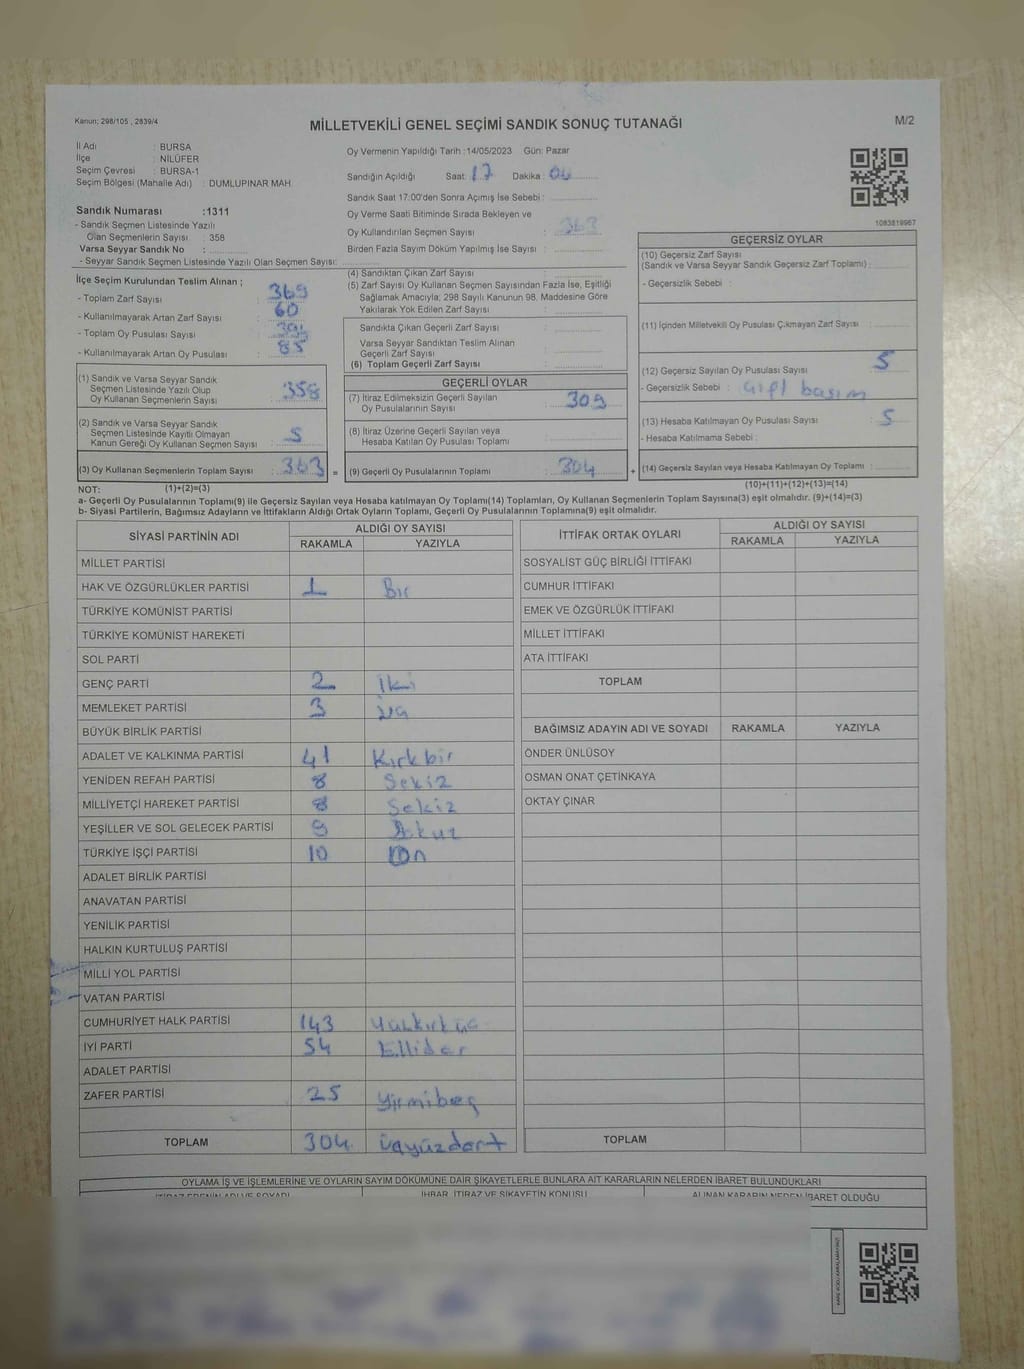 Kanun; 298/105 , 2839/4
MİLLETVEKİLİ GENEL SEÇİMİ SANDIK SONUÇ TUTANAĞI
M/2
İl Adı : BURSA
İlçe : NİLÜFER
Seçim Çevresi : BURSA-1
Seçim Bölgesi (Mahalle Adı) : DUMLUPINAR MAH.
Sandık Numarası :1311
- Sandık Seçmen Listesinde Yazılı
Olan Seçmenlerin Sayısı : 358
Varsa Seyyar Sandık No :
- Seyyar Sandık Seçmen Listesinde Yazılı Olan Seçmen Sayısı:
Oy Vermenin Yapıldığı Tarih :14/05/2023 Gün: Pazar
Sandığın Açıldığı Saat : 17 Dakika :
Sandık Saat 17:00'den Sonra Açımış İse Sebebi :
Oy Verme Saati Bitiminde Sırada Bekleyen ve
Oy Kullandırılan Seçmen Sayısı : 363
Birden Fazla Sayım Döküm Yapılmış İse Sayısı :
1083819967
İlçe Seçim Kurulundan Teslim Alınan ;
- Toplam Zarf Sayısı : 369
- Kullanılmayarak Artan Zarf Sayısı : 60
- Toplam Oy Pusulası Sayısı :
- Kullanılmayarak Artan Oy Pusulası : 85
(1) Sandık ve Varsa Seyyar Sandık
Seçmen Listesinde Yazılı Olup
Oy Kullanan Seçmenlerin Sayısı : 358
(2) Sandık ve Varsa Seyyar Sandık
Seçmen Listesinde Kayıtlı Olmayan
Kanun Gereği Oy Kullanan Seçmen Sayısı : 5
(3) Oy Kullanan Seçmenlerin Toplam Sayısı : 363 =
(4) Sandıktan Çıkan Zarf Sayısı :
(5) Zarf Sayısı Oy Kullanan Seçmen Sayısından Fazla İse, Eşitliği
Sağlamak Amacıyla; 298 Sayılı Kanunun 98. Maddesine Göre
Yakılarak Yok Edilen Zarf Sayısı :
Sandıkta Çıkan Geçerli Zarf Sayısı :
Varsa Seyyar Sandıktan Teslim Alınan
Geçerli Zarf Sayısı :
(6) Toplam Geçerli Zarf Sayısı :
GEÇERLİ OYLAR
(7) İtiraz Edilmeksizin Geçerli Sayılan
Oy Pusulalarının Sayısı : 309
(8) İtiraz Üzerine Geçerli Sayılan veya
Hesaba Katılan Oy Pusulası Toplamı :
(9) Geçerli Oy Pusulalarının Toplamı : 304 +
GEÇERSİZ OYLAR
(10) Geçersiz Zarf Sayısı
(Sandık ve Varsa Seyyar Sandık Geçersiz Zarf Toplamı) :
- Geçersizlik Sebebi :
(11) İçinden Milletvekili Oy Pusulası Çıkmayan Zarf Sayısı :
(12) Geçersiz Sayılan Oy Pusulası Sayısı : 5
- Geçersizlik Sebebi : Çift basım
(13) Hesaba Katılmayan Oy Pusulası Sayısı : 5
- Hesaba Katılmama Sebebi :
(14) Geçersiz Sayılan veya Hesaba Katılmayan Oy Toplamı :
NOT: (1)+(2)=(3)
(10)+(11)+(12)+(13)=(14)
a- Geçerli Oy Pusulalarının Toplamı(9) ile Geçersiz Sayılan veya Hesaba katılmayan Oy Toplamı(14) Toplamları, Oy Kullanan Seçmenlerin Toplam Sayısına(3) eşit olmalıdır. (9)+(14)=(3)
b- Siyasi Partilerin, Bağımsız Adayların ve İttifakların Aldığı Ortak Oyların Toplamı, Geçerli Oy Pusulalarının Toplamına(9) eşit olmalıdır.
SİYASİ PARTİNİN ADI ALDIĞI OY SAYISI
RAKAMLA YAZIYLA
MİLLET PARTİSİ
HAK VE ÖZGÜRLÜKLER PARTİSİ 1 Bir
TÜRKİYE KOMÜNİST PARTİSİ
TÜRKİYE KOMÜNİST HAREKETİ
SOL PARTİ
GENÇ PARTİ 2 İki
MEMLEKET PARTİSİ 3 üç
BÜYÜK BİRLİK PARTİSİ
ADALET VE KALKINMA PARTİSİ 41 Kırkbir
YENİDEN REFAH PARTİSİ 8 Sekiz
MİLLİYETÇİ HAREKET PARTİSİ 8 Sekiz
YEŞİLLER VE SOL GELECEK PARTİSİ 9 Dokuz
TÜRKİYE İŞÇİ PARTİSİ 10 On
ADALET BİRLİK PARTİSİ
ANAVATAN PARTİSİ
YENİLİK PARTİSİ
HALKIN KURTULUŞ PARTİSİ
MİLLİ YOL PARTİSİ
VATAN PARTİSİ
CUMHURİYET HALK PARTİSİ 143 Yüzkırküç
İYİ PARTİ 54 Ellidör
ADALET PARTİSİ
ZAFER PARTİSİ 25 Yirmibeş
TOPLAM 304 üçyüzdört
İTTİFAK ORTAK OYLARI ALDIĞI OY SAYISI
RAKAMLA YAZIYLA
SOSYALİST GÜÇ BİRLİĞİ İTTİFAKI
CUMHUR İTTİFAKI
EMEK VE ÖZGÜRLÜK İTTİFAKI
MİLLET İTTİFAKI
ATA İTTİFAKI
TOPLAM
BAĞIMSIZ ADAYIN ADI VE SOYADI RAKAMLA YAZIYLA
ÖNDER ÜNLÜSOY
OSMAN ONAT ÇETİNKAYA
OKTAY ÇINAR
TOPLAM
OYLAMA İŞ VE İŞLEMLERİNE VE OYLARIN SAYIM DÖKÜMÜNE DAİR ŞİKAYETLERLE BUNLARA AİT KARARLARIN NELERDEN İBARET BULUNDUKLARI
İTİRAZ EDENİN ADI VE SOYADI İHBAR, İTİRAZ VE ŞİKAYETİN KONUSU ALINAN KARARIN NEDEN İBARET OLDUĞU